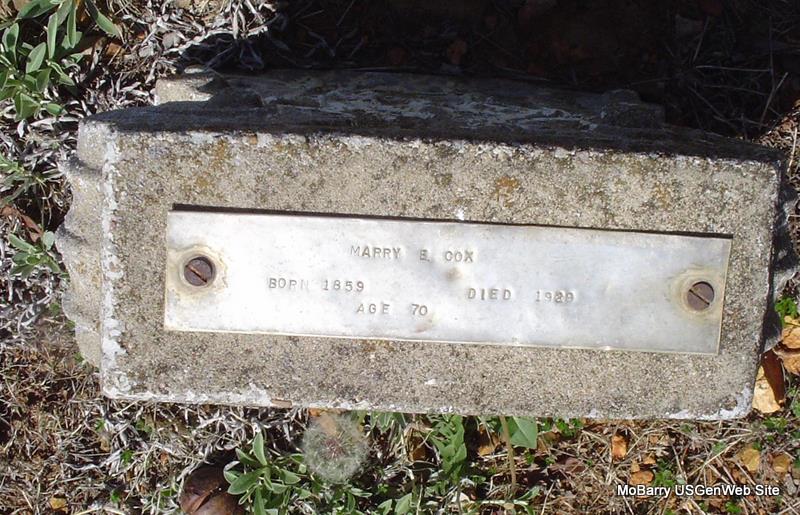 MARRY E. COX
BORN 1859 DIED 1929
AGE 70
MoBarry USGenWeb Site